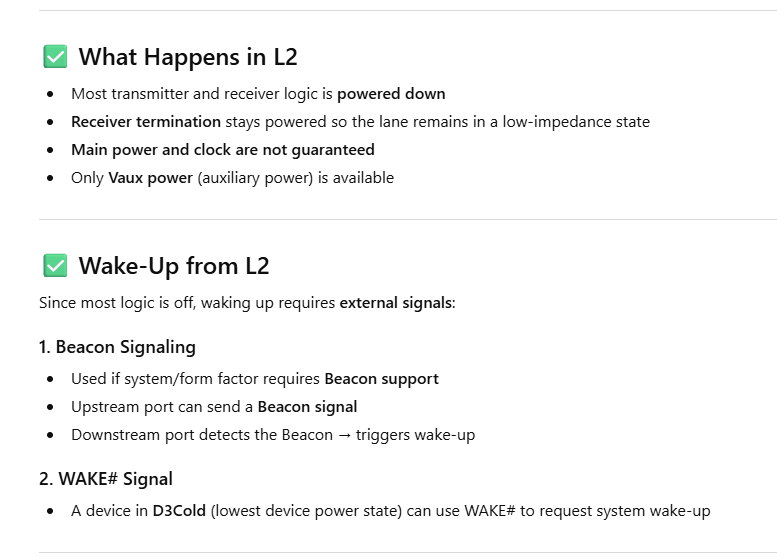 ✅ What Happens in L2
• Most transmitter and receiver logic is powered down
• Receiver termination stays powered so the lane remains in a low-impedance state
• Main power and clock are not guaranteed
• Only Vaux power (auxiliary power) is available
✅ Wake-Up from L2
Since most logic is off, waking up requires external signals:
1. Beacon Signaling
• Used if system/form factor requires Beacon support
• Upstream port can send a Beacon signal
• Downstream port detects the Beacon → triggers wake-up
2. WAKE# Signal
• A device in D3Cold (lowest device power state) can use WAKE# to request system wake-up